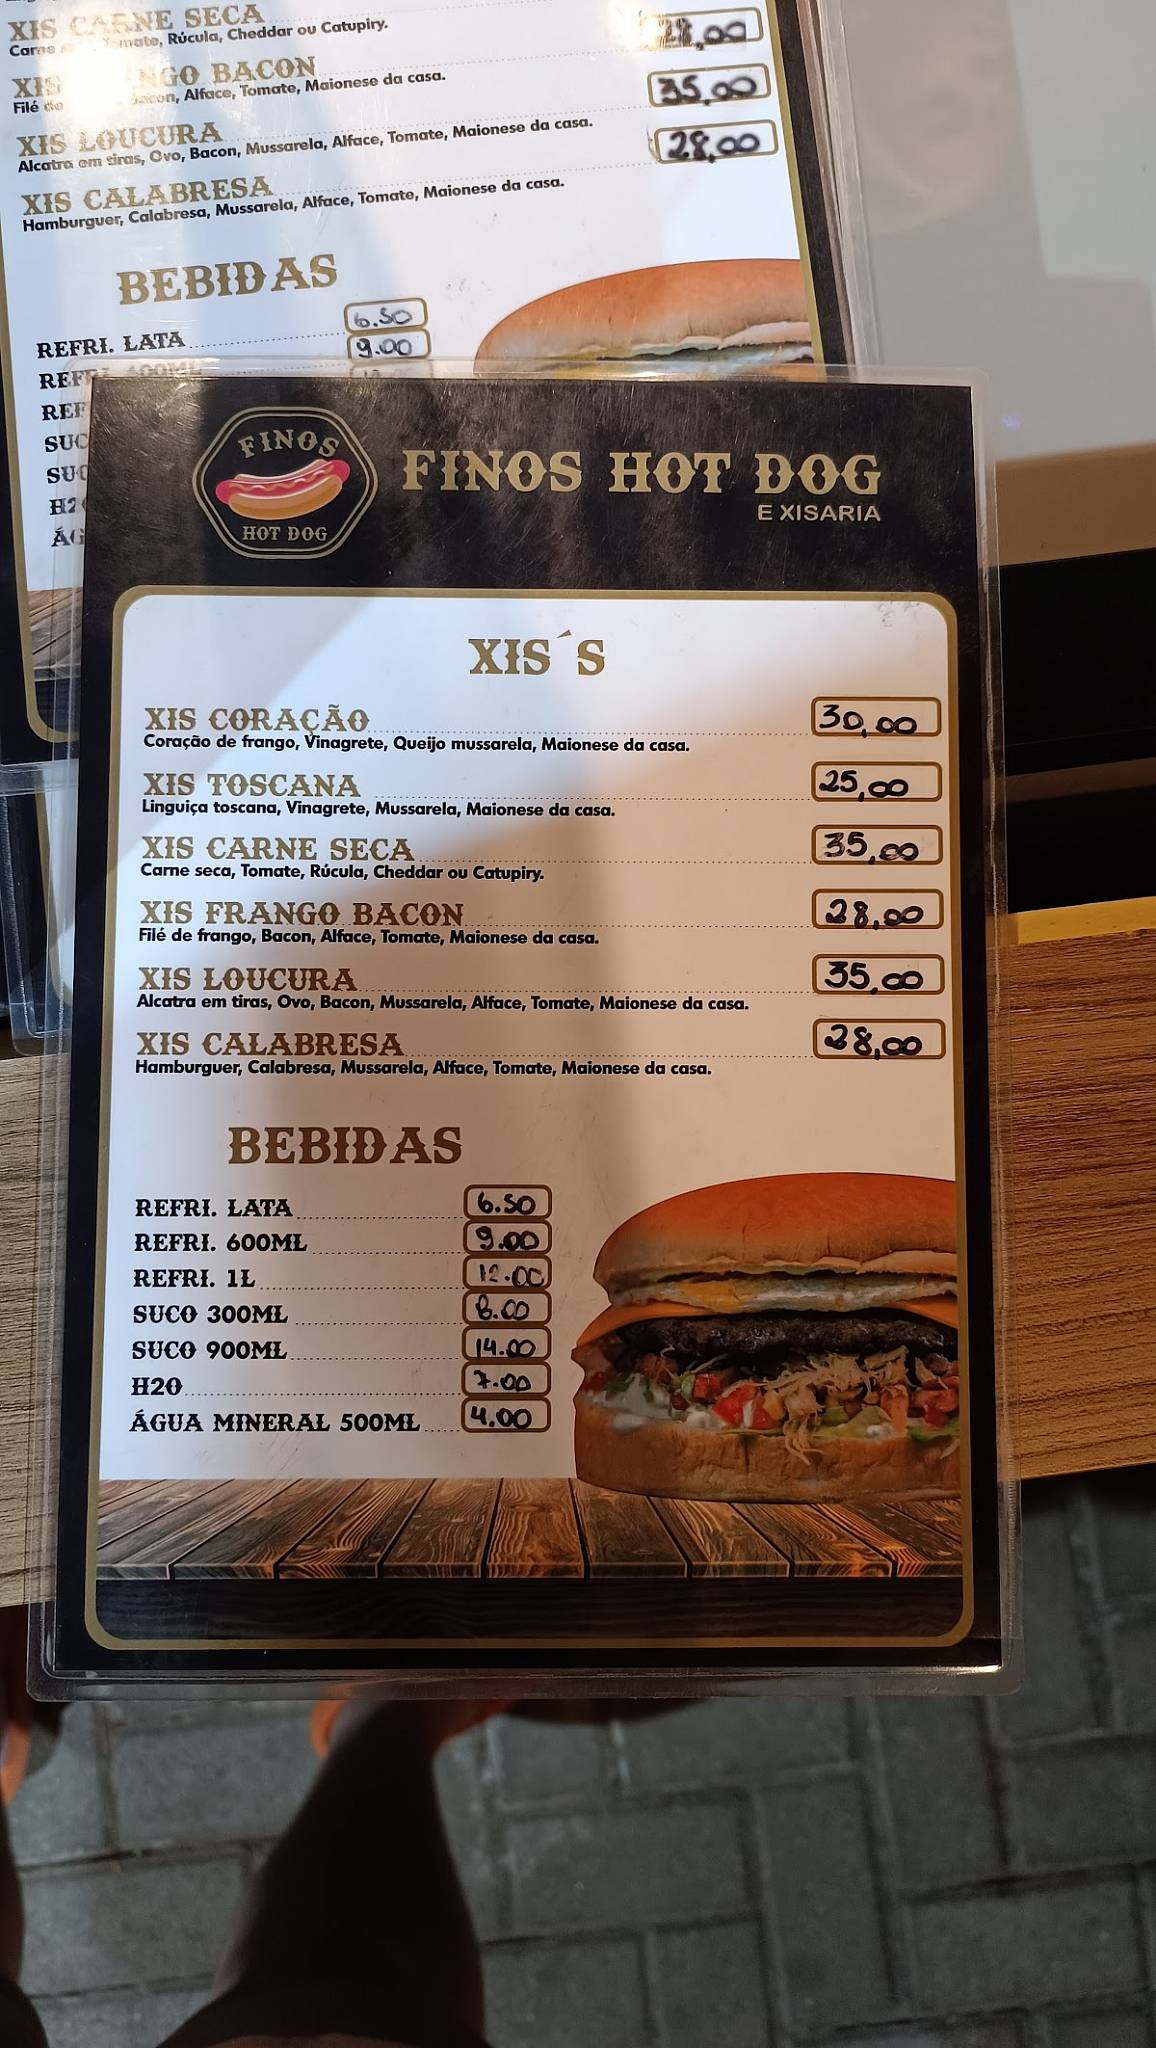 XIS CARNE SECA
Tomate, Rúcula, Cheddar ou Catupiry.
28,00
XIS
NGO BACON
Filé de
Bacon, Alface, Tomate, Maionese da casa.
35,00
XIS LOUCURA
Alcatra em tiras, Ovo, Bacon, Mussarela, Alface, Tomate, Maionese da casa.
28,00
XIS CALABRESA
Hamburguer, Calabresa, Mussarela, Alface, Tomate, Maionese da casa.
BEBIDAS
REFRI. LATA 6.50
9.00
FINOS
HOT DOG
FINOS HOT DOG
E XISARIA
XIS´S
XIS CORAÇÃO 30,00
Coração de frango, Vinagrete, Queijo mussarela, Maionese da casa.
XIS TOSCANA 25,00
Linguiça toscana, Vinagrete, Mussarela, Maionese da casa.
XIS CARNE SECA 35,00
Carne seca, Tomate, Rúcula, Cheddar ou Catupiry.
XIS FRANGO BACON 28,00
Filé de frango, Bacon, Alface, Tomate, Maionese da casa.
XIS LOUCURA 35,00
Alcatra em tiras, Ovo, Bacon, Mussarela, Alface, Tomate, Maionese da casa.
XIS CALABRESA 28,00
Hamburguer, Calabresa, Mussarela, Alface, Tomate, Maionese da casa.
BEBIDAS
REFRI. LATA 6.50
REFRI. 600ML 9.00
REFRI. 1L 12.00
SUCO 300ML 8.00
SUCO 900ML 14.00
H20 7.00
ÁGUA MINERAL 500ML 4.00